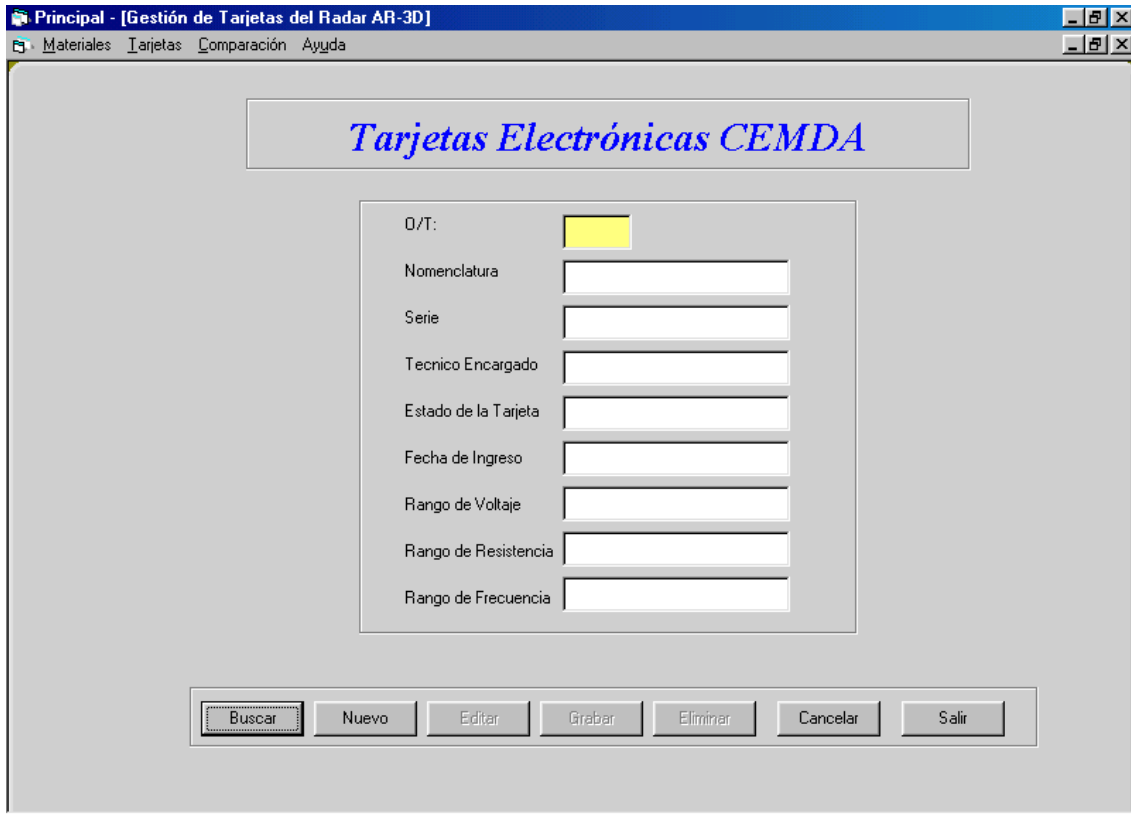 Principal - [Gestión de Tarjetas del Radar AR-3D]
Materiales Tarjetas Comparación Ayuda
Tarjetas Electrónicas CEMDA
O/T:
Nomenclatura
Serie
Tecnico Encargado
Estado de la Tarjeta
Fecha de Ingreso
Rango de Voltaje
Rango de Resistencia
Rango de Frecuencia
Buscar Nuevo Editar Grabar Eliminar Cancelar Salir